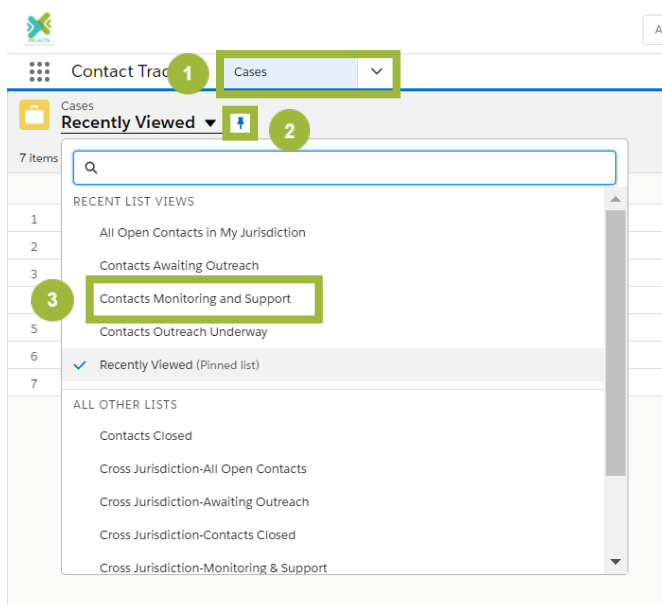 A
Contact Trac
1
Cases
Cases
Recently Viewed
2
7 items
RECENT LIST VIEWS
1
All Open Contacts in My Jurisdiction
2
Contacts Awaiting Outreach
3
3
Contacts Monitoring and Support
5
Contacts Outreach Underway
6
Recently Viewed (Pinned list)
7
ALL OTHER LISTS
Contacts Closed
Cross Jurisdiction-All Open Contacts
Cross Jurisdiction-Awaiting Outreach
Cross Jurisdiction-Contacts Closed
Cross Jurisdiction-Monitoring & Support